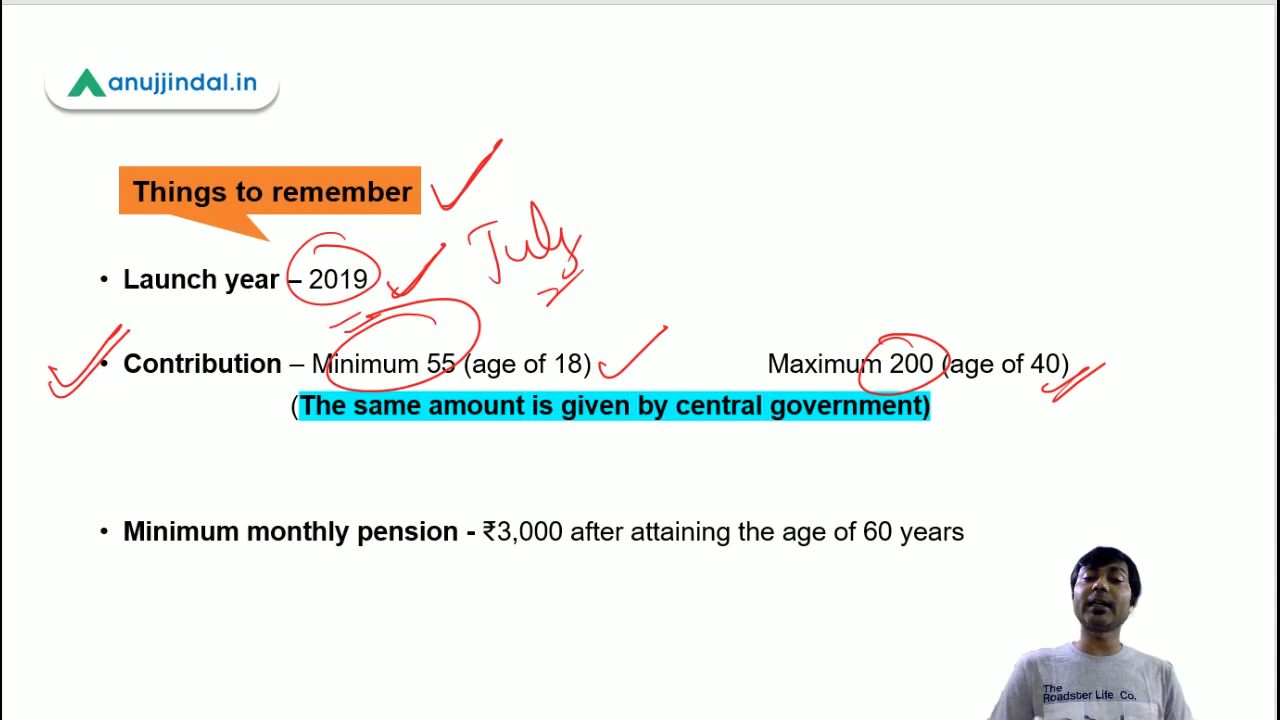 anujjindal.in
Things to remember
July
• Launch year – 2019
• Contribution – Minimum 55 (age of 18) Maximum 200 (age of 40)
(The same amount is given by central government)
• Minimum monthly pension - ₹3,000 after attaining the age of 60 years
The
Roadster Life Co.